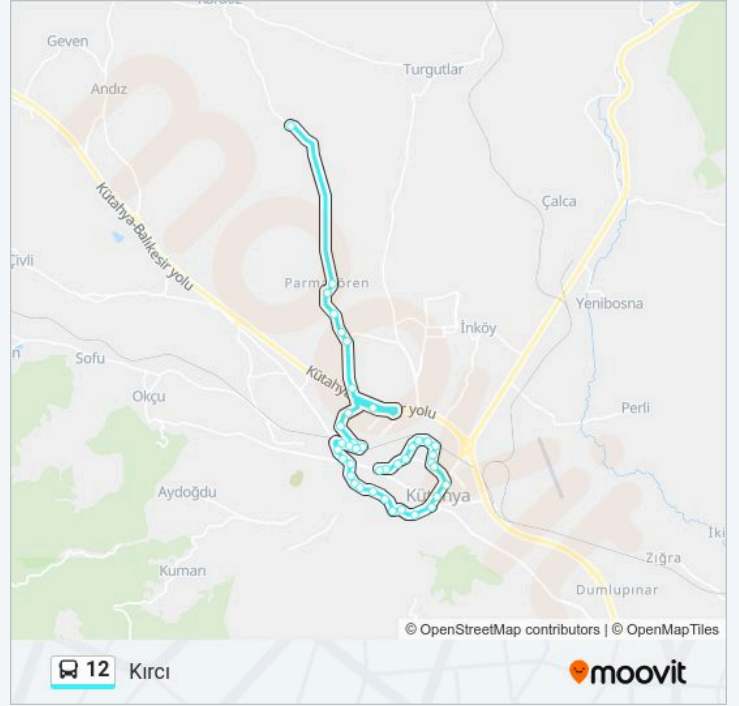 Geven
Turgutlar
Andız
Kütahya-Balıkesir yolu
Çalca
Çivli
Yenibosna
İnköy
Sofu
Okçu
yolu
Perli
Kütahya
Aydoğdu
Kumarı
Zığra
Dumlupınar
© OpenStreetMap contributors | © OpenMapTiles
12 Kırcı
moovit